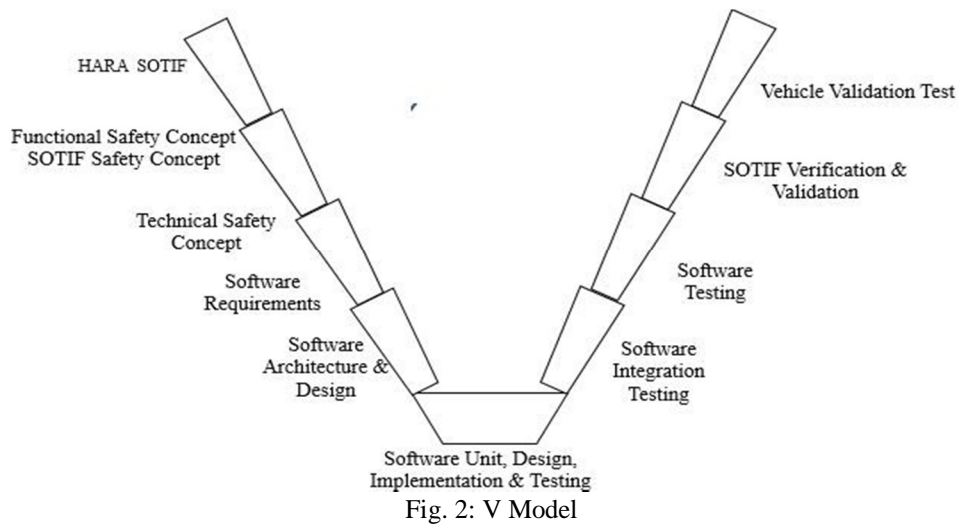 HARA SOTIF
Functional Safety Concept
SOTIF Safety Concept
Technical Safety
Concept
Software
Requirements
Software
Architecture &
Design
Software Unit, Design,
Implementation & Testing
Software
Integration
Testing
Software
Testing
SOTIF Verification &
Validation
Vehicle Validation Test
Fig. 2: V Model